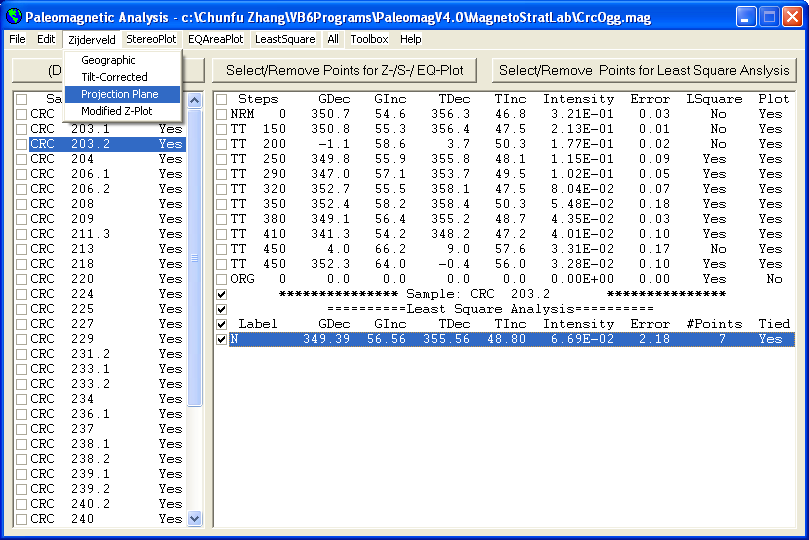 Paleomagnetic Analysis - c:\Chunfu Zhang\VB6Programs\PaleomagV4.0\MagnetoStratLab\CrcOgg.mag
File Edit Zijderveld StereoPlot EQAreaPlot LeastSquare All Toolbox Help
Geographic
Tilt-Corrected
Projection Plane
Modified Z-Plot
(D
Select/Remove Points for Z-/S-/ EQ-Plot
Select/Remove Points for Least Square Analysis
Sa
CRC
CRC 203.1 Yes
CRC 203.2 Yes
CRC 204 Yes
CRC 206.1 Yes
CRC 206.2 Yes
CRC 208 Yes
CRC 209 Yes
CRC 211.3 Yes
CRC 213 Yes
CRC 218 Yes
CRC 220 Yes
CRC 224 Yes
CRC 225 Yes
CRC 227 Yes
CRC 229 Yes
CRC 231.2 Yes
CRC 233.1 Yes
CRC 233.2 Yes
CRC 234 Yes
CRC 236.1 Yes
CRC 237 Yes
CRC 238.1 Yes
CRC 238.2 Yes
CRC 239.1 Yes
CRC 239.2 Yes
CRC 240.2 Yes
CRC 240 Yes
Steps GDec GInc TDec TInc Intensity Error LSquare Plot
NRM 0 350.7 54.6 356.3 46.8 3.21E-01 0.03 No Yes
TT 150 350.8 55.3 356.4 47.5 2.13E-01 0.01 No Yes
TT 200 -1.1 58.6 3.7 50.3 1.77E-01 0.02 No Yes
TT 250 349.8 55.9 355.8 48.1 1.15E-01 0.09 Yes Yes
TT 290 347.0 57.1 353.7 49.5 1.02E-01 0.05 Yes Yes
TT 320 352.7 55.5 358.1 47.5 8.04E-02 0.07 Yes Yes
TT 350 352.4 58.2 358.4 50.3 5.48E-02 0.18 Yes Yes
TT 380 349.1 56.4 355.2 48.7 4.35E-02 0.03 Yes Yes
TT 410 341.3 54.2 348.2 47.2 4.01E-02 0.10 Yes Yes
TT 450 4.0 66.2 9.0 57.6 3.31E-02 0.17 No Yes
TT 450 352.3 64.0 -0.4 56.0 3.28E-02 0.10 Yes Yes
ORG 0 0.0 0.0 0.0 0.0 0.00E+00 0.00 Yes No
*************** Sample: CRC 203.2 ***************
==========Least Square Analysis==========
Label GDec GInc TDec TInc Intensity Error #Points Tied
N 349.39 56.56 355.56 48.80 6.69E-02 2.18 7 Yes